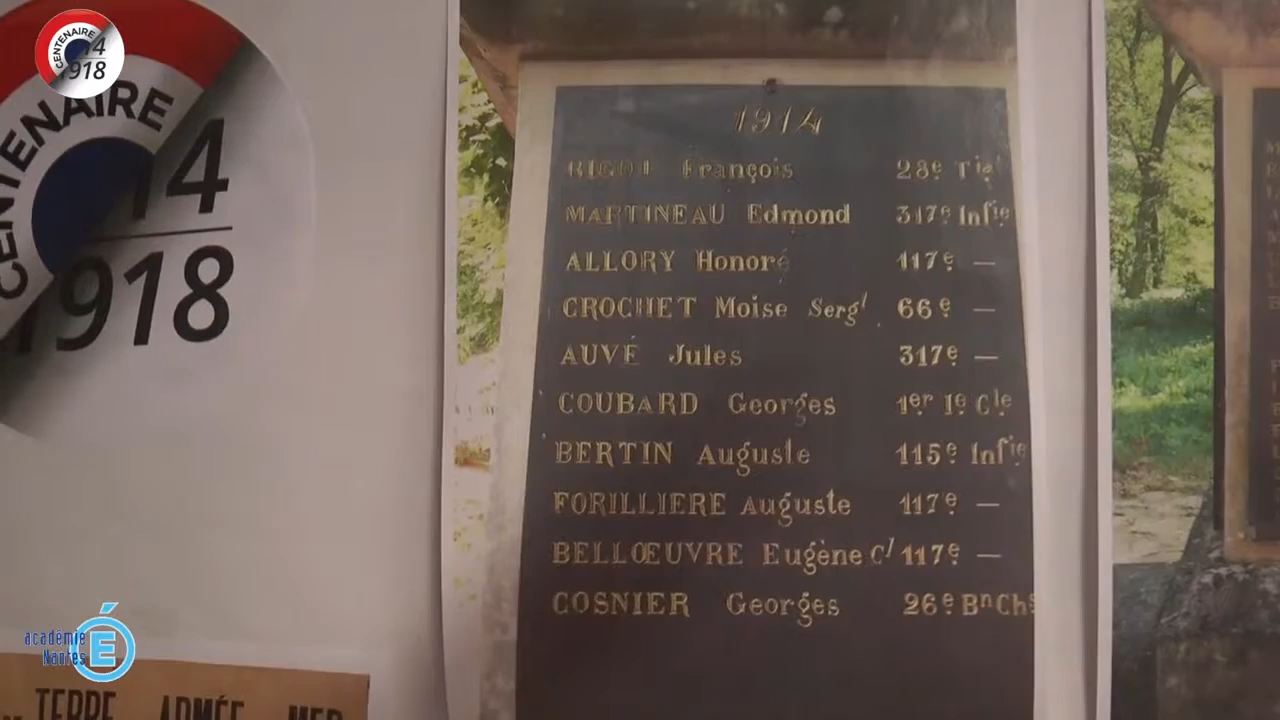 CENTENAIRE
14
1918
CENTENAIRE
14
1918
1914
François 28e
MARTINEAU Edmond 317e Infie
ALLORY Honoré 117e —
CROCHET Moise Sergt 66e —
AUVÉ Jules 317e —
COUBARD Georges 1er 1e Cle
BERTIN Auguste 115e Infie
FORILLIERE Auguste 117e —
BELLŒUVRE Eugène Cl 117e —
COSNIER Georges 26e Bn Chs
académie
Nantes
TERRE ARMÉE MER